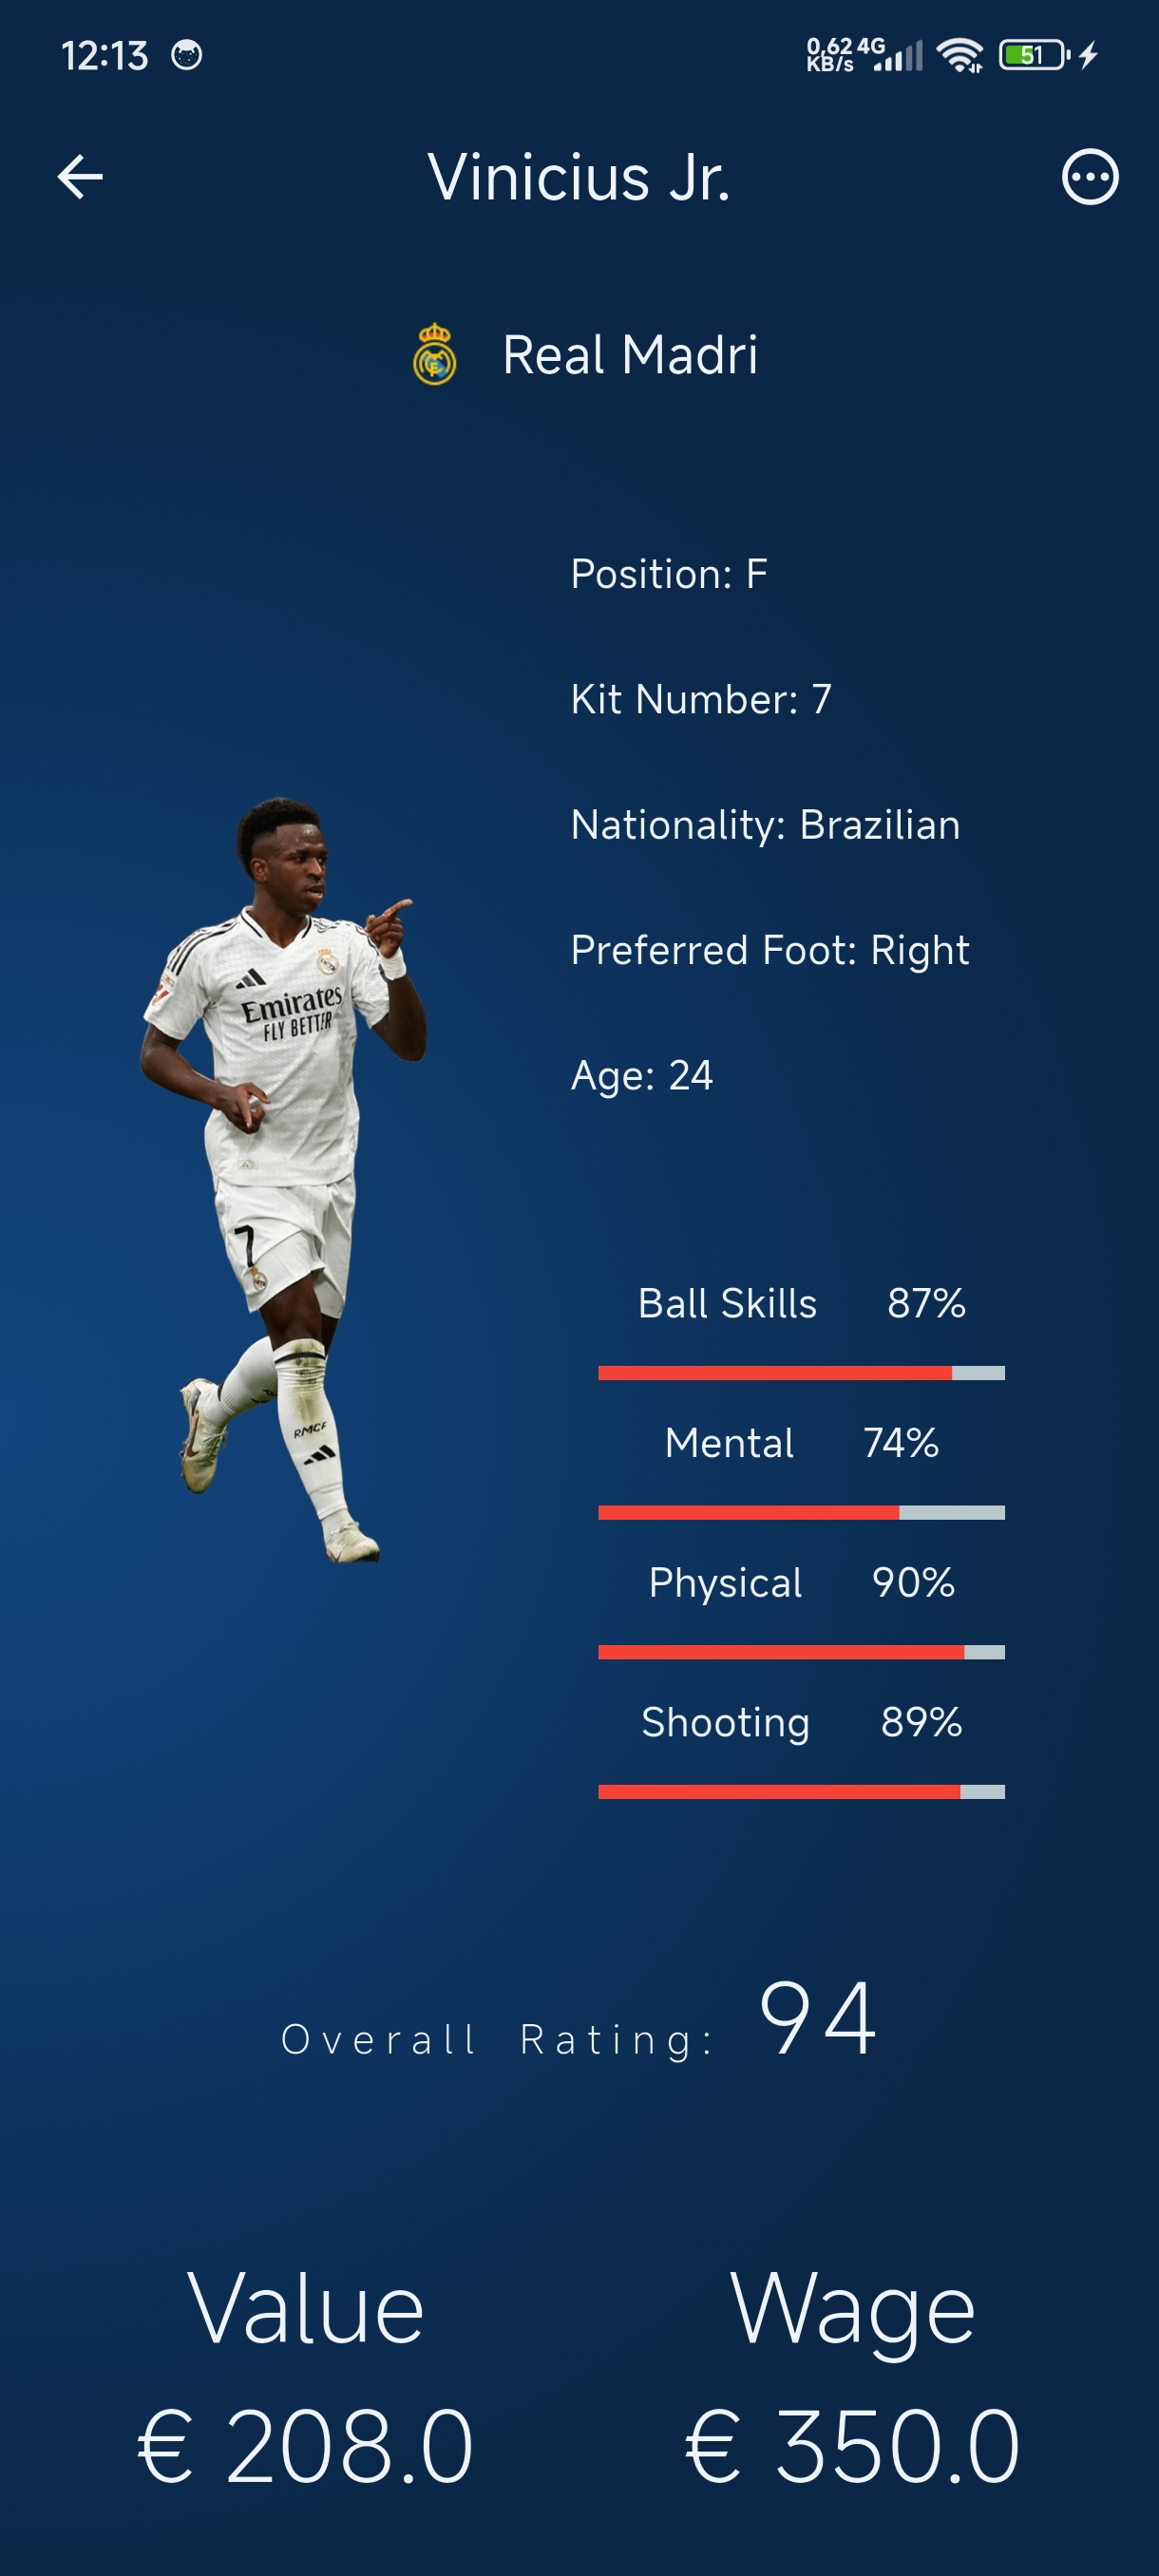 12:13
0.62 KB/s 4G 51
Vinicius Jr.
Real Madri
Position: F
Kit Number: 7
Nationality: Brazilian
Preferred Foot: Right
Age: 24
Emirates
FLY BETTER
7
RMCF
Ball Skills 87%
Mental 74%
Physical 90%
Shooting 89%
Overall Rating: 94
Value Wage
€ 208.0 € 350.0